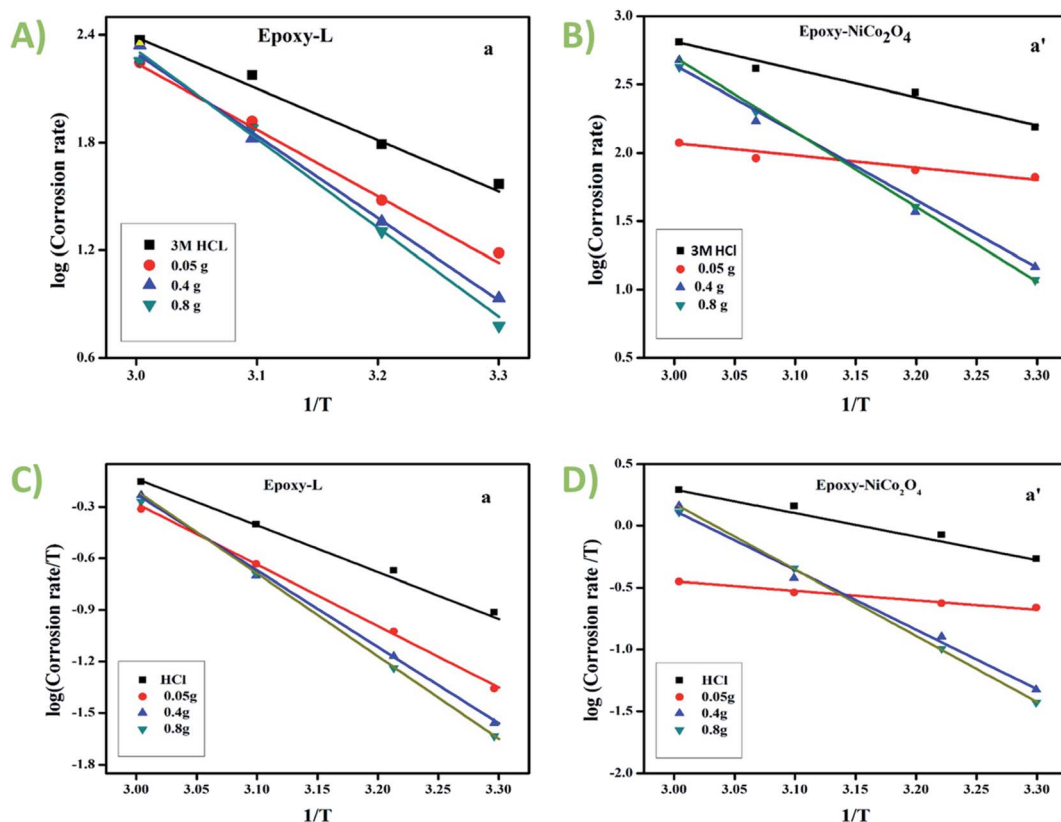 A)
Epoxy-L
a
log (Corrosion rate)
2.4
1.8
1.2
0.6
3M HCL
0.05 g
0.4 g
0.8 g
3.0
3.1
3.2
3.3
1/T
B)
Epoxy-NiCo2O4
a'
log(Corrosion rate)
3.0
2.5
2.0
1.5
1.0
0.5
3M HCl
0.05 g
0.4 g
0.8 g
3.00
3.05
3.10
3.15
3.20
3.25
3.30
1/T
C)
Epoxy-L
a
log(Corrosion rate/T)
-0.3
-0.6
-0.9
-1.2
-1.5
-1.8
HCl
0.05g
0.4g
0.8g
3.00
3.05
3.10
3.15
3.20
3.25
3.30
1/T
D)
Epoxy-NiCo2O4
a'
log (Corrosion rate /T)
0.5
0.0
-0.5
-1.0
-1.5
-2.0
HCl
0.05g
0.4g
0.8g
3.00
3.05
3.10
3.15
3.20
3.25
3.30
1/T